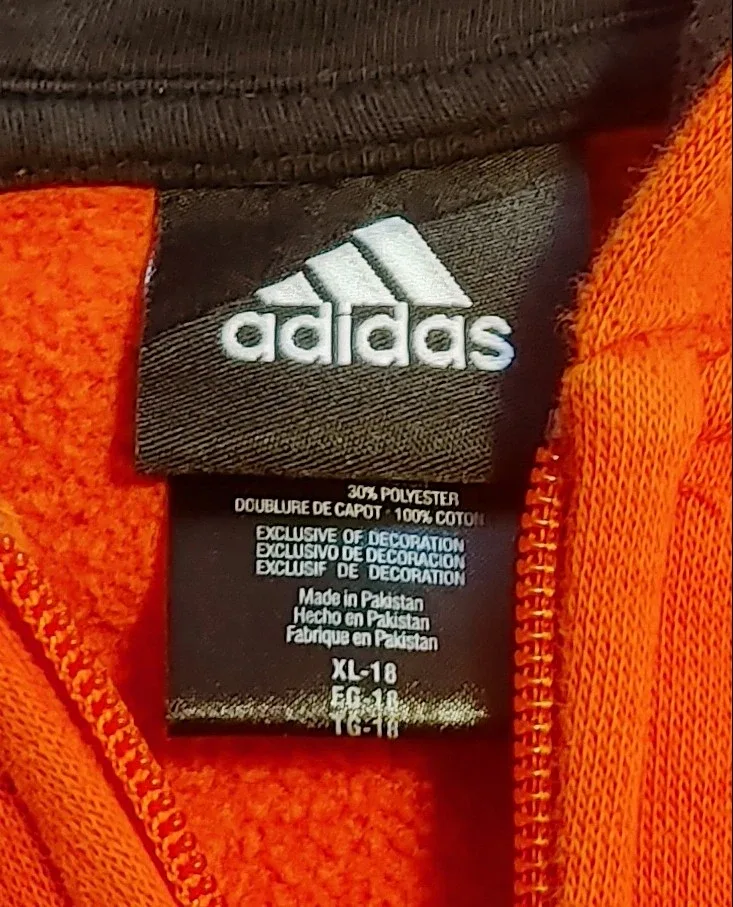 adidas
30% POLYESTER
DOUBLURE DE CAPOT · 100% COTON
EXCLUSIVE OF DECORATION
EXCLUSIVO DE DECORACION
EXCLUSIF DE DECORATION
Made in Pakistan
Hecho en Pakistan
Fabrique en Pakistan
XL-18
EG-18
TG-18